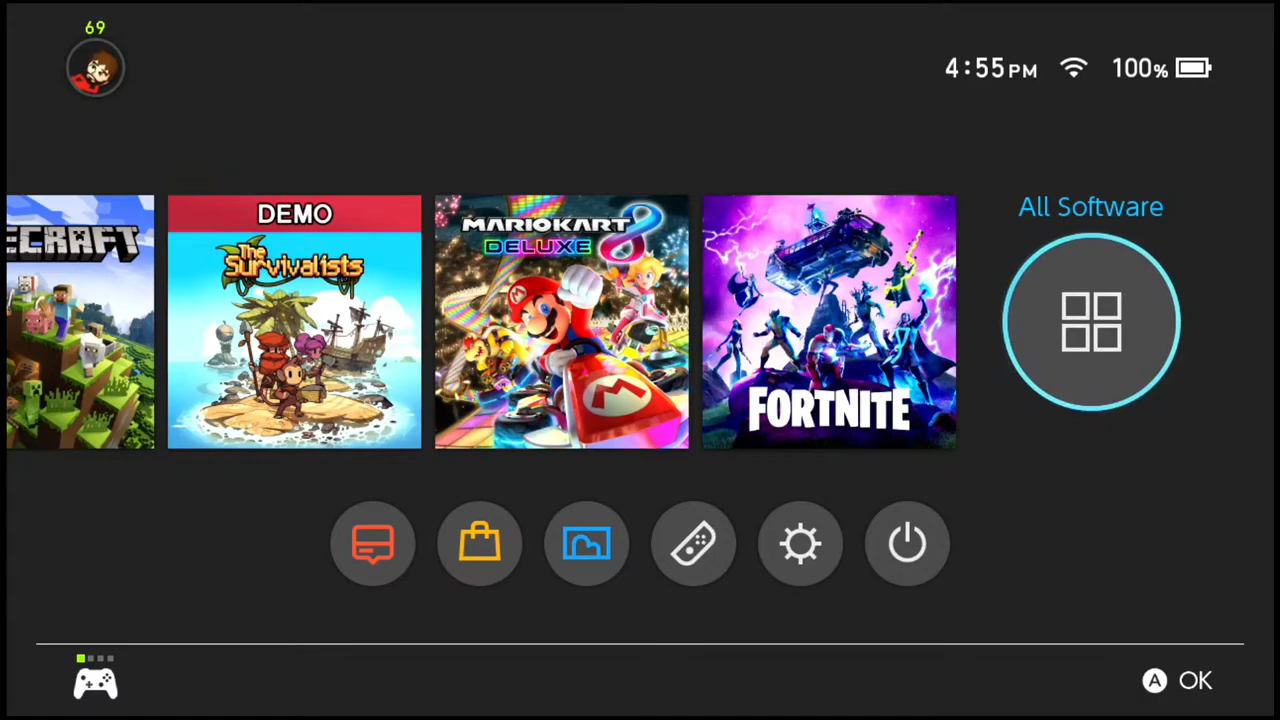 69
4:55PM 100%
ECRAFT
DEMO
The
Survivalists
MARIOKART 8
DELUXE
FORTNITE
All Software
A OK